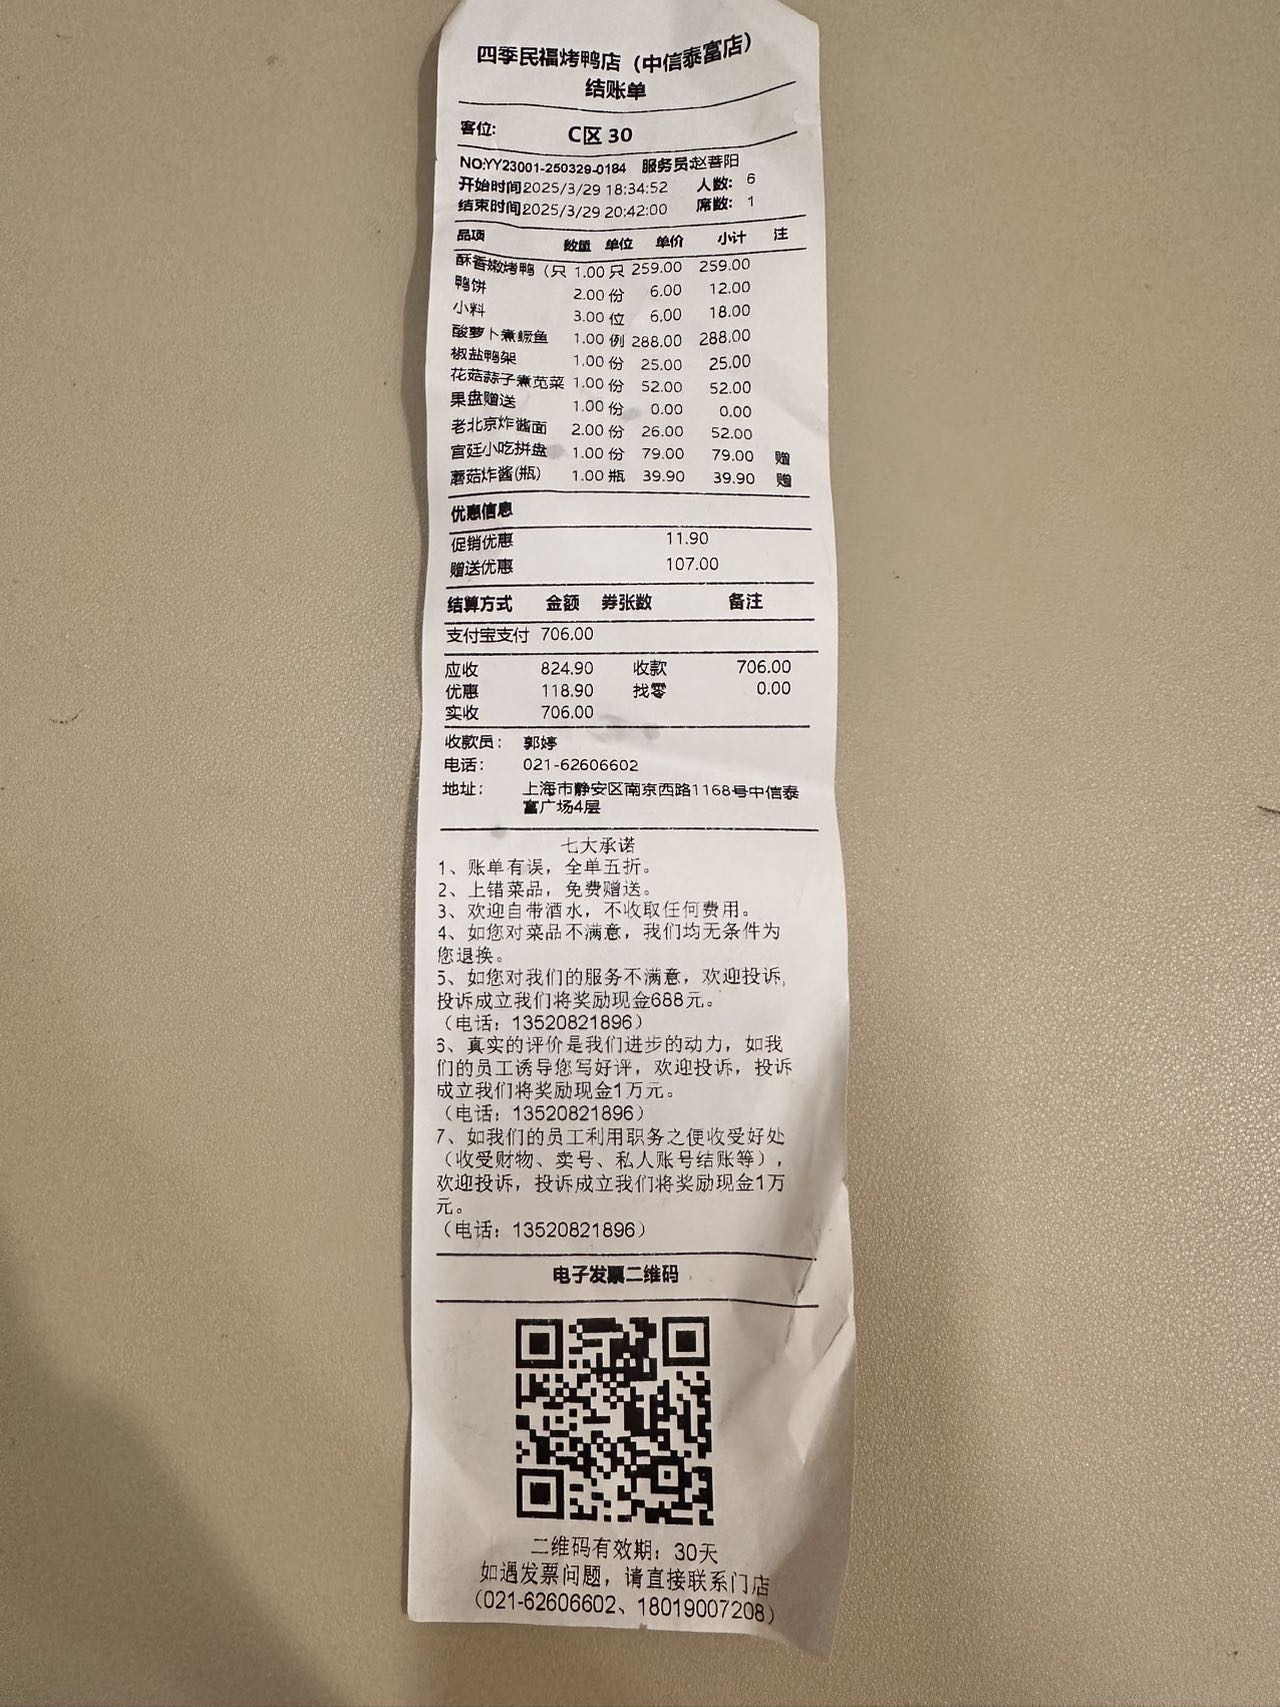 四季民福烤鸭店（中信泰富店）
结账单
客位： C区 30
NO:YY23001-250329-0184 服务员:赵菩阳
开始时间2025/3/29 18:34:52 人数： 6
结束时间2025/3/29 20:42:00 席数： 1
品项 数量 单位 单价 小计 注
酥香嫩烤鸭（只 1.00 只 259.00 259.00
鸭饼 2.00 份 6.00 12.00
小料 3.00 位 6.00 18.00
酸萝卜煮鳜鱼 1.00 例 288.00 288.00
椒盐鸭架 1.00 份 25.00 25.00
花菇蒜子煮苋菜 1.00 份 52.00 52.00
果盘赠送 1.00 份 0.00 0.00
老北京炸酱面 2.00 份 26.00 52.00
宫廷小吃拼盘 1.00 份 79.00 79.00 赠
蘑菇炸酱(瓶) 1.00 瓶 39.90 39.90 赠
优惠信息
促销优惠 11.90
赠送优惠 107.00
结算方式 金额 券张数 备注
支付宝支付 706.00
应收 824.90 收款 706.00
优惠 118.90 找零 0.00
实收 706.00
收款员： 郭婷
电话： 021-62606602
地址： 上海市静安区南京西路1168号中信泰
富广场4层
七大承诺
1、账单有误，全单五折。
2、上错菜品，免费赠送。
3、欢迎自带酒水，不收取任何费用。
4、如您对菜品不满意，我们均无条件为
您退换。
5、如您对我们的服务不满意，欢迎投诉，
投诉成立我们将奖励现金688元。
（电话：13520821896）
6、真实的评价是我们进步的动力，如我
们的员工诱导您写好评，欢迎投诉，投诉
成立我们将奖励现金1万元。
（电话：13520821896）
7、如我们的员工利用职务之便收受好处
（收受财物、卖号、私人账号结账等），
欢迎投诉，投诉成立我们将奖励现金1万
元。
（电话：13520821896）
电子发票二维码
二维码有效期：30天
如遇发票问题，请直接联系门店
（021-62606602、18019007208）